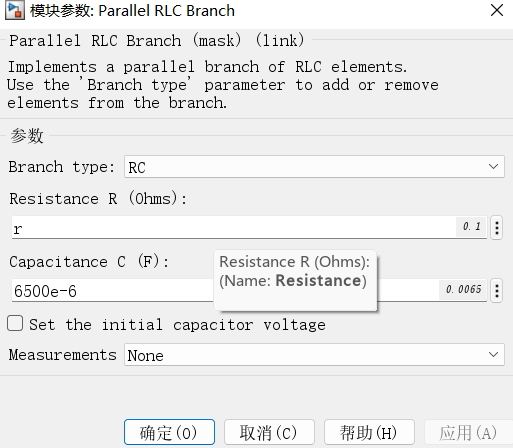 模块参数: Parallel RLC Branch
Parallel RLC Branch (mask) (link)
Implements a parallel branch of RLC elements.
Use the 'Branch type' parameter to add or remove
elements from the branch.
参数
Branch type: RC
Resistance R (Ohms):
r 0.1
Capacitance C (F):
Resistance R (Ohms):
(Name: Resistance)
6500e-6 0.0065
Set the initial capacitor voltage
Measurements None
确定(O) 取消(C) 帮助(H) 应用(A)